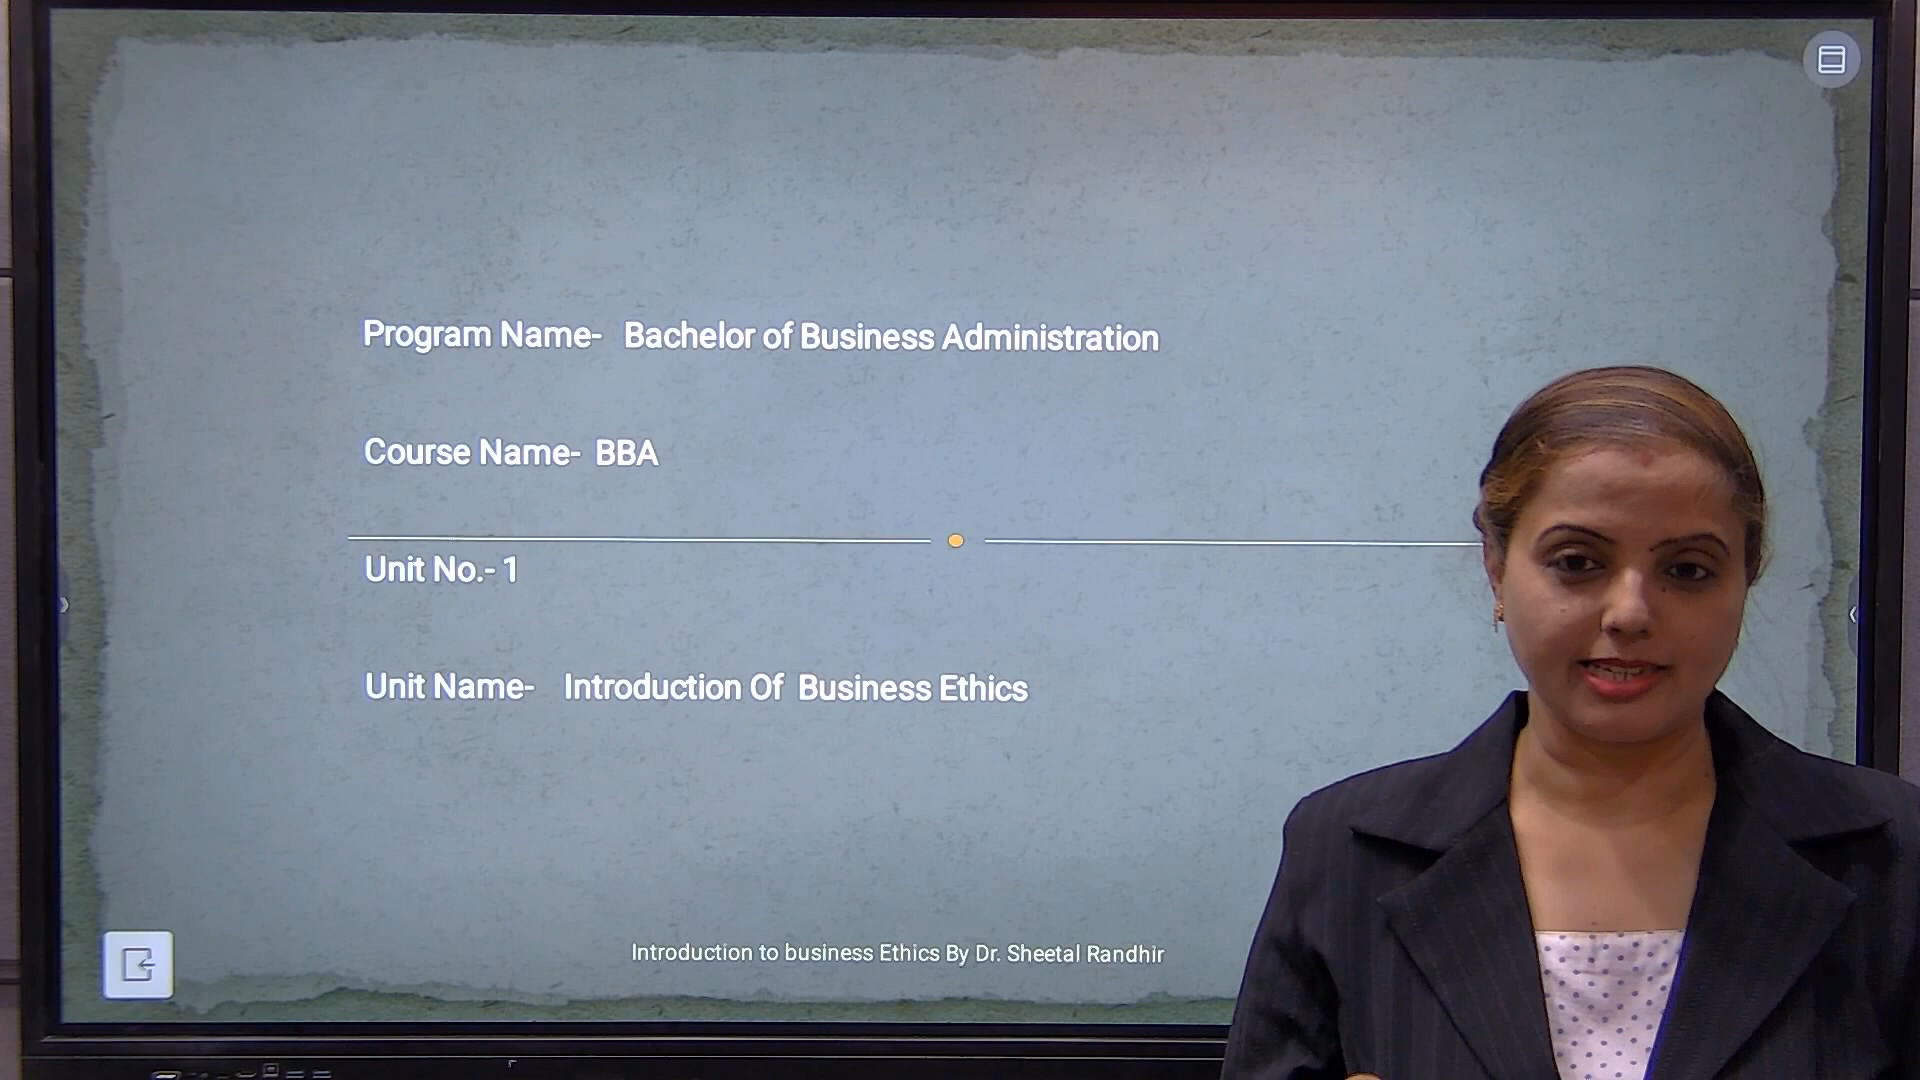 Program Name- Bachelor of Business Administration
Course Name- BBA
Unit No.- 1
Unit Name- Introduction Of Business Ethics
Introduction to business Ethics By Dr. Sheetal Randhir